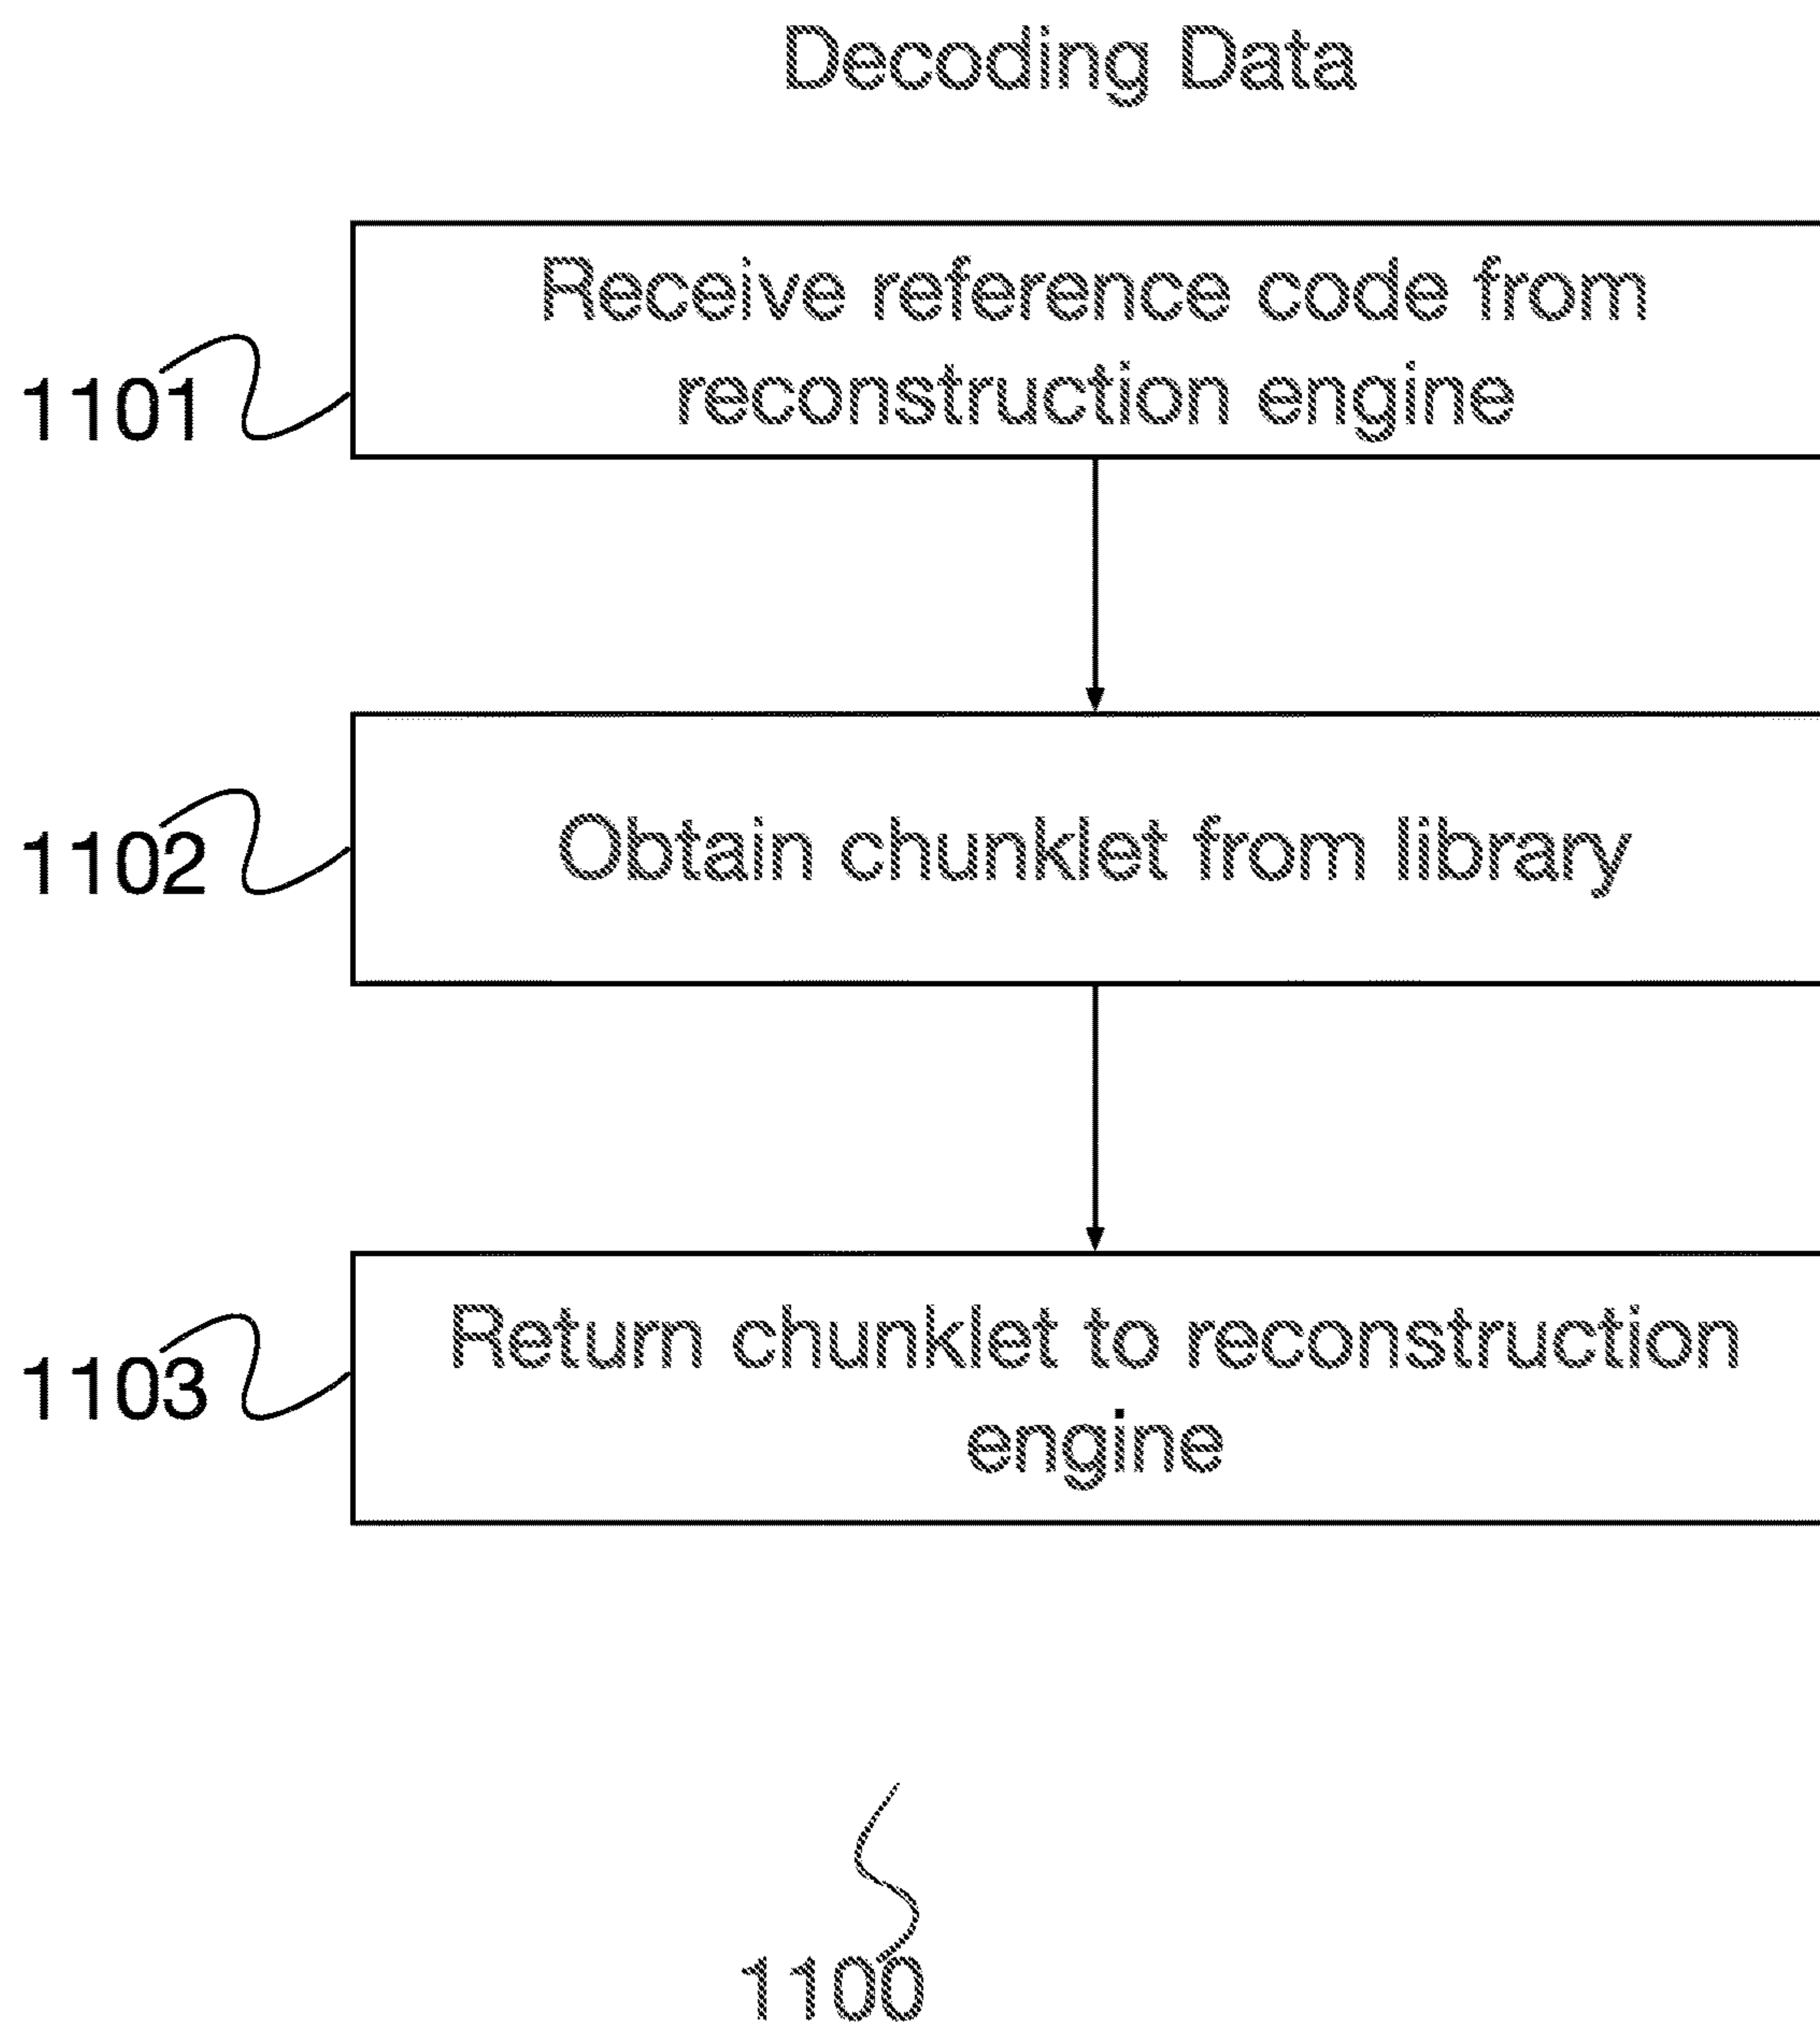 Decoding Data
Receive reference code from
reconstruction engine
1101
Obtain chunklet from library
1102
Return chunklet to reconstruction
engine
1103
1100